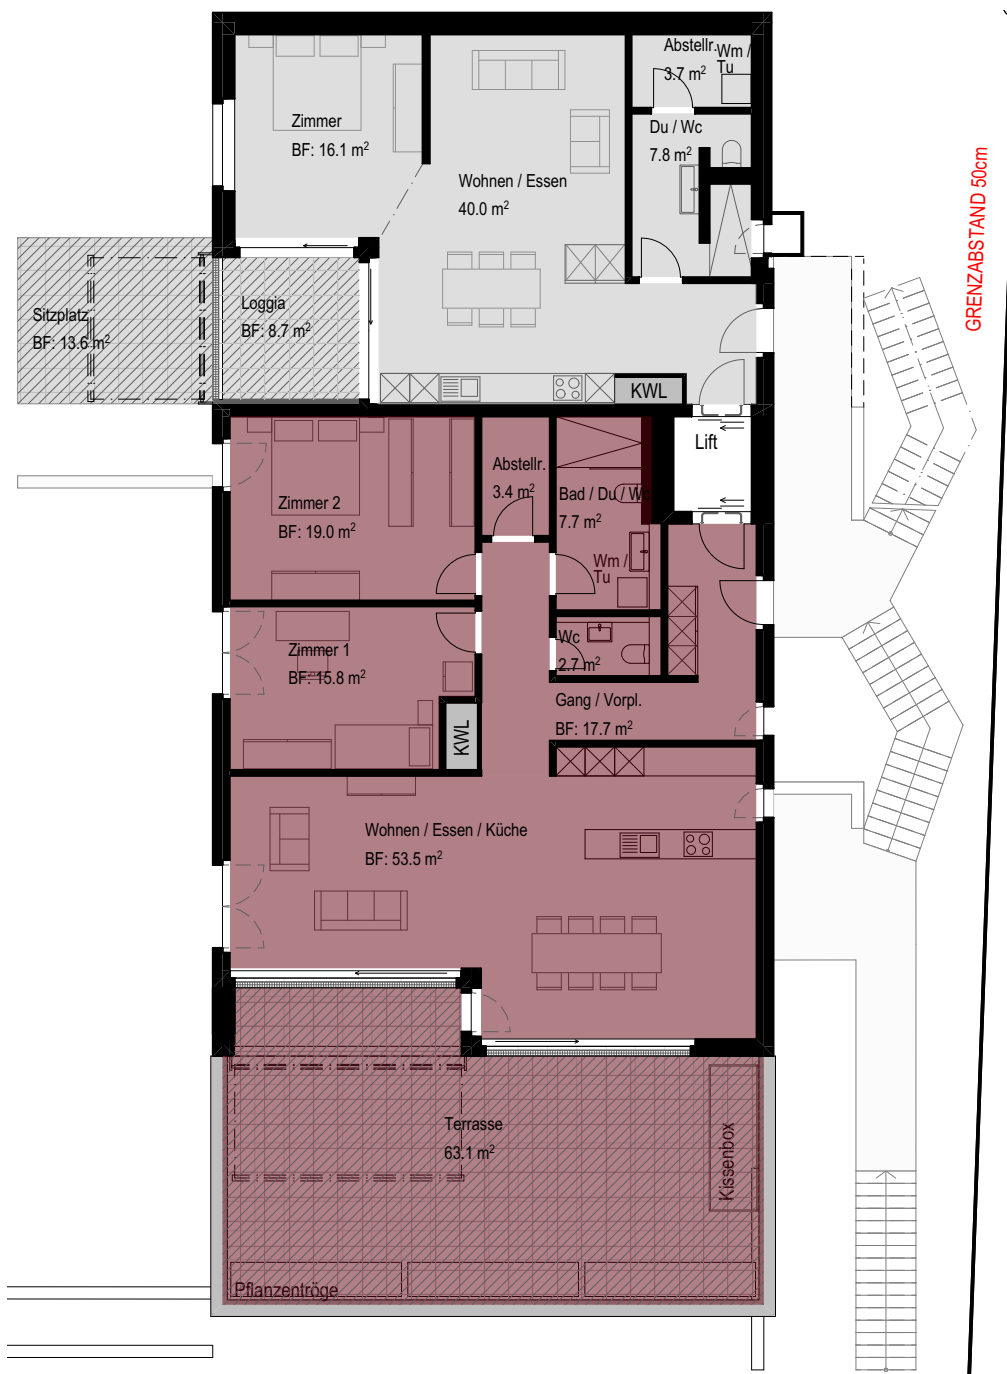 Abstellr.
3.7 m²
Wm /
Tu
Zimmer
BF: 16.1 m²
Du / Wc
7.8 m²
Wohnen / Essen
40.0 m²
GRENZABSTAND 50cm
Sitzplatz
BF: 13.6 m²
Loggia
BF: 8.7 m²
KWL
Lift
Abstellr.
3.4 m²
Zimmer 2
BF: 19.0 m²
Bad / Du / Wc
7.7 m²
Wm /
Tu
Wc
2.7 m²
Zimmer 1
BF: 15.8 m²
Gang / Vorpl.
BF: 17.7 m²
KWL
Wohnen / Essen / Küche
BF: 53.5 m²
Terrasse
63.1 m²
Kissenbox
Pflanzentröge